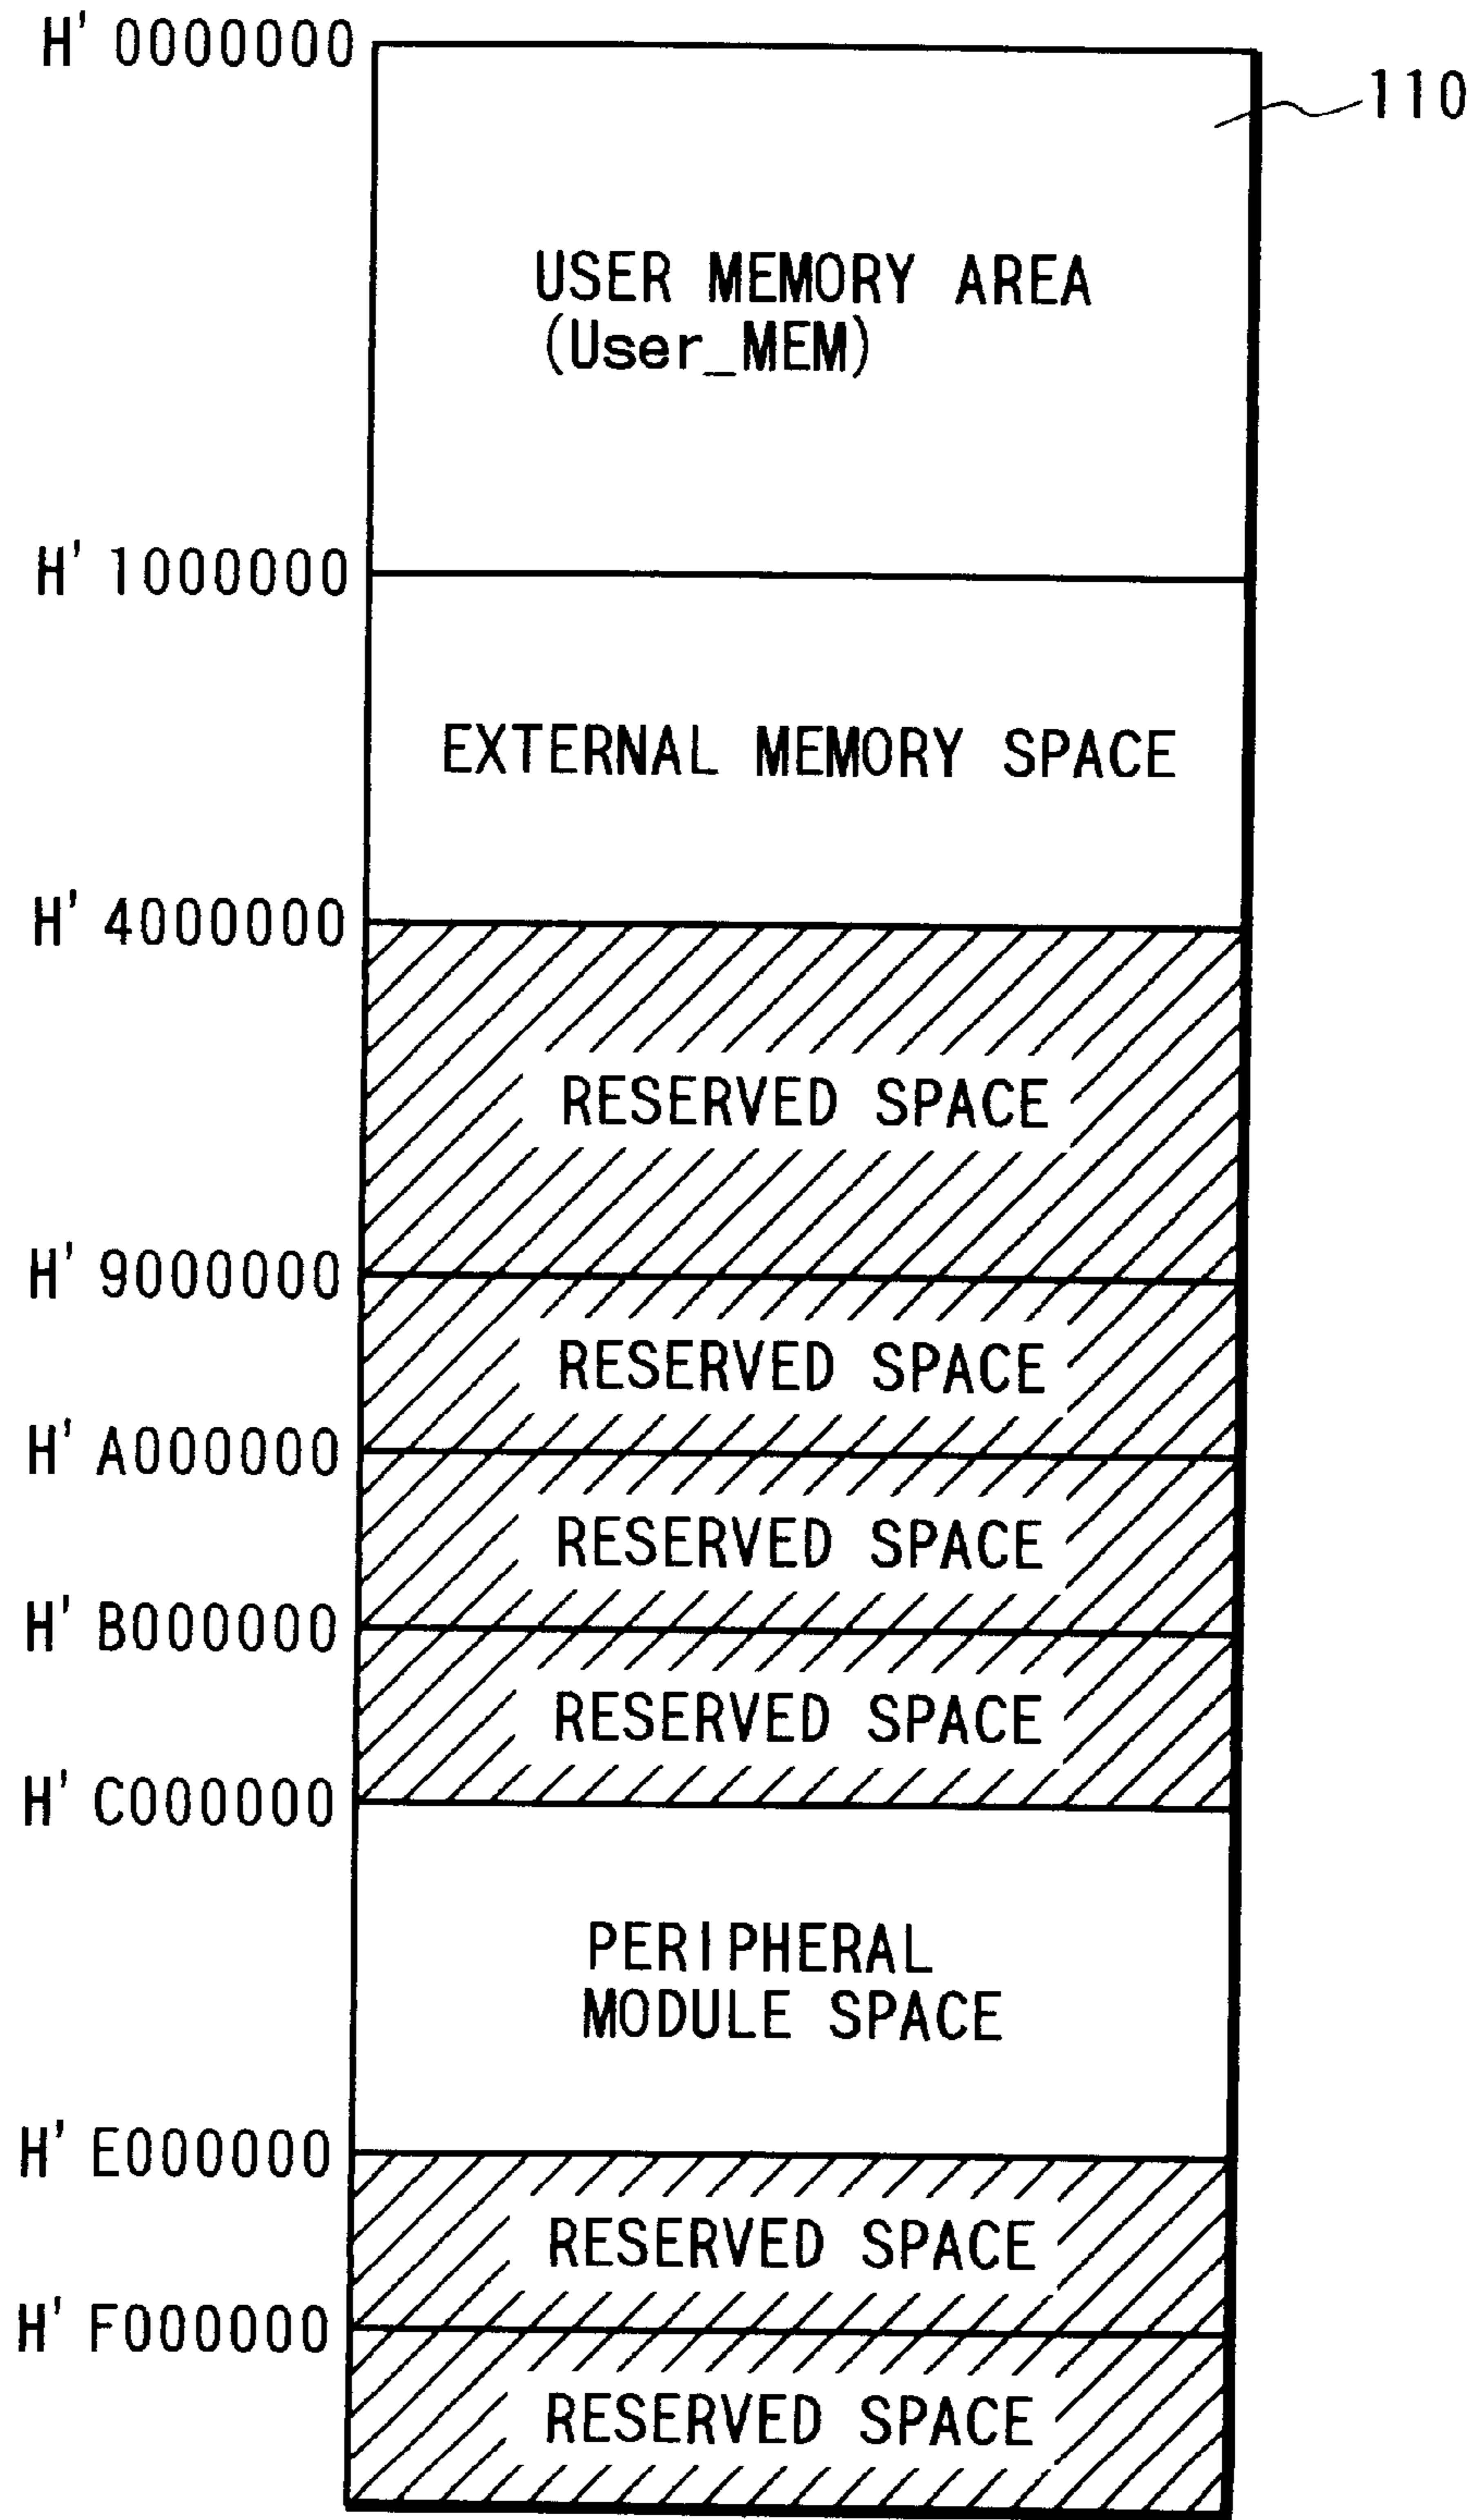 H' 0000000
110
USER MEMORY AREA
(User_MEM)
H' 1000000
EXTERNAL MEMORY SPACE
H' 4000000
RESERVED SPACE
H' 9000000
RESERVED SPACE
H' A000000
RESERVED SPACE
H' B000000
RESERVED SPACE
H' C000000
PERIPHERAL
MODULE SPACE
H' E000000
RESERVED SPACE
H' F000000
RESERVED SPACE